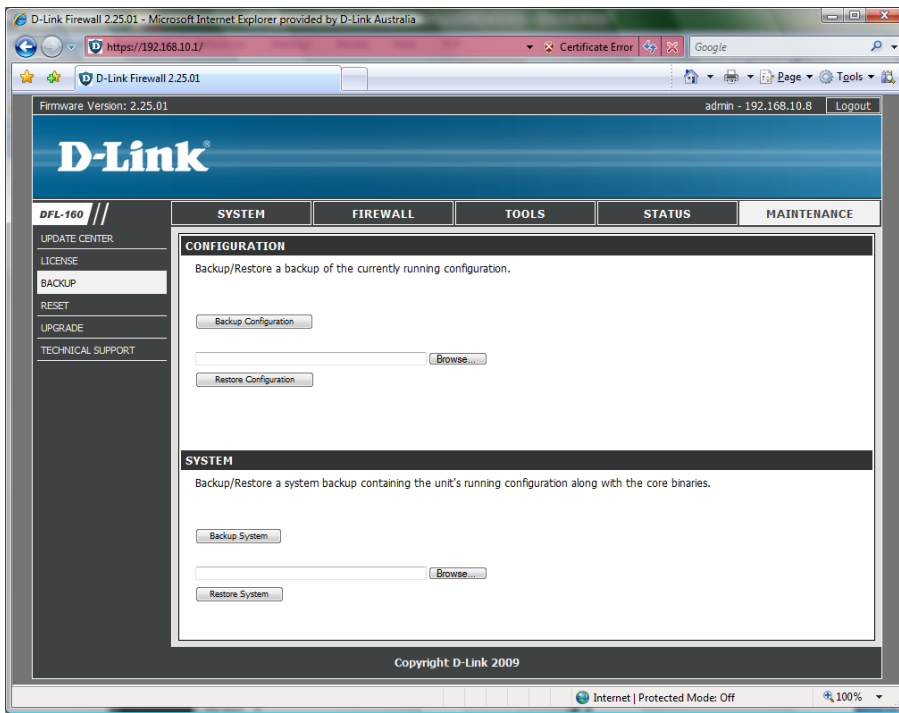 D-Link Firewall 2.25.01 - Microsoft Internet Explorer provided by D-Link Australia
https://192.168.10.1/
Certificate Error
Google
D-Link Firewall 2.25.01
Page
Tools
Firmware Version: 2.25.01
admin - 192.168.10.8
Logout
D-Link®
DFL-160
SYSTEM
FIREWALL
TOOLS
STATUS
MAINTENANCE
UPDATE CENTER
LICENSE
BACKUP
RESET
UPGRADE
TECHNICAL SUPPORT
CONFIGURATION
Backup/Restore a backup of the currently running configuration.
Backup Configuration
Browse...
Restore Configuration
SYSTEM
Backup/Restore a system backup containing the unit's running configuration along with the core binaries.
Backup System
Browse...
Restore System
Copyright D-Link 2009
Internet | Protected Mode: Off
100%